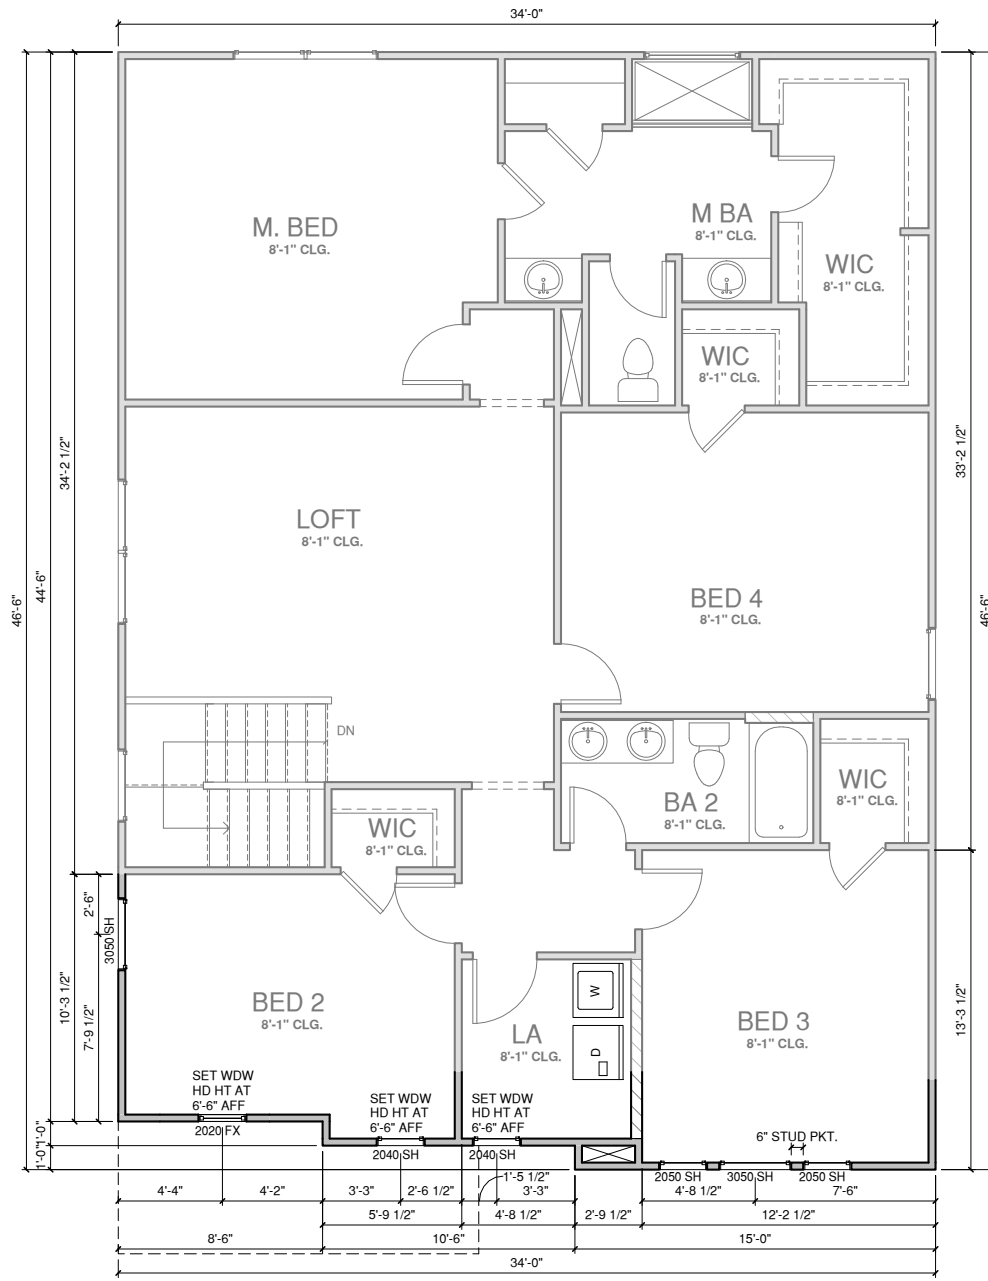 34'-0"
M. BED
8'-1" CLG.
M BA
8'-1" CLG.
WIC
8'-1" CLG.
WIC
8'-1" CLG.
34'-2 1/2"
33'-2 1/2"
LOFT
8'-1" CLG.
44'-6"
46'-6"
46'-6"
BED 4
8'-1" CLG.
DN
WIC
8'-1" CLG.
BA 2
8'-1" CLG.
WIC
8'-1" CLG.
2'-6"
3050 SH
10'-3 1/2"
7'-9 1/2"
13'-3 1/2"
BED 2
8'-1" CLG.
W
D
LA
8'-1" CLG.
BED 3
8'-1" CLG.
SET WDW
HD HT AT
6'-6" AFF
2020 FX
SET WDW
HD HT AT
6'-6" AFF
2040 SH
SET WDW
HD HT AT
6'-6" AFF
2040 SH
1'-0"
1'-0"
6" STUD PKT.
2050 SH
3050 SH
2050 SH
1'-5 1/2"
4'-4"
4'-2"
3'-3"
2'-6 1/2"
3'-3"
4'-8 1/2"
7'-6"
5'-9 1/2"
4'-8 1/2"
2'-9 1/2"
12'-2 1/2"
8'-6"
10'-6"
15'-0"
34'-0"